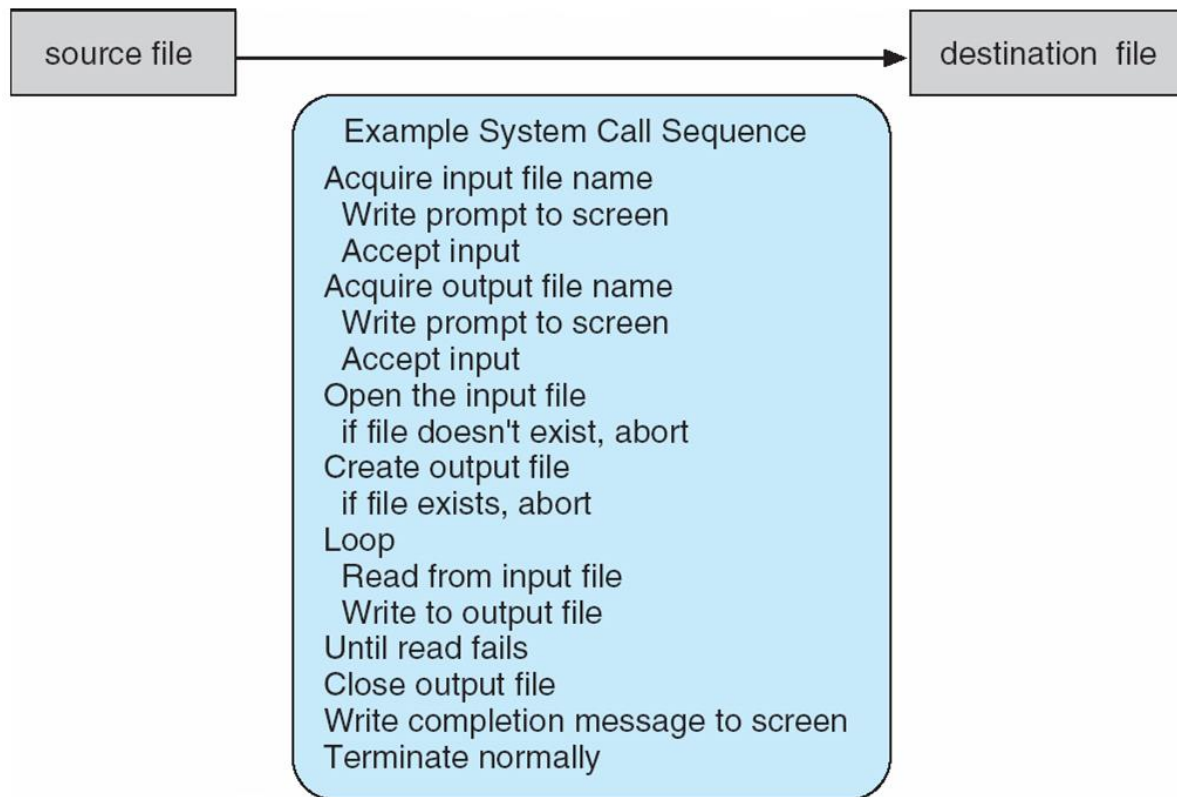 source file
destination file
Example System Call Sequence
Acquire input file name
Write prompt to screen
Accept input
Acquire output file name
Write prompt to screen
Accept input
Open the input file
if file doesn't exist, abort
Create output file
if file exists, abort
Loop
Read from input file
Write to output file
Until read fails
Close output file
Write completion message to screen
Terminate normally